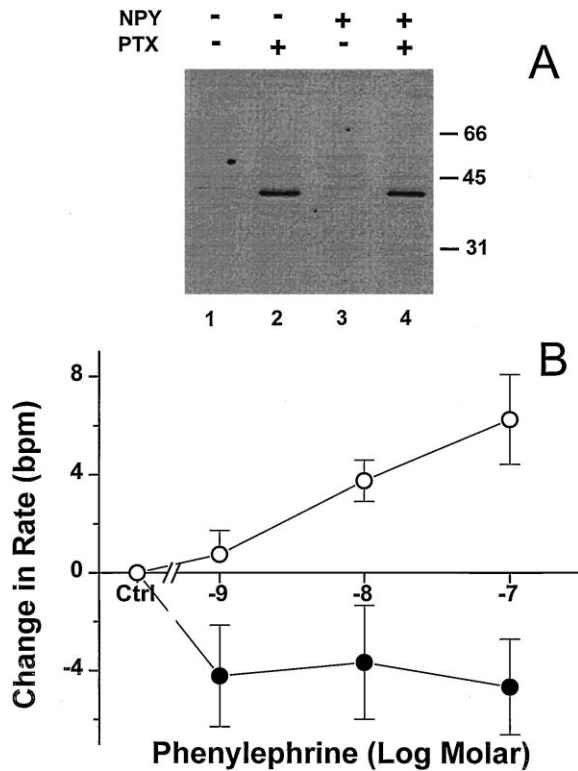 NPY - - + +
PTX - + - +
A
66
45
31
1 2 3 4
B
8
4
0
-4
Ctrl -9 -8 -7
Change in Rate (bpm)
Phenylephrine (Log Molar)